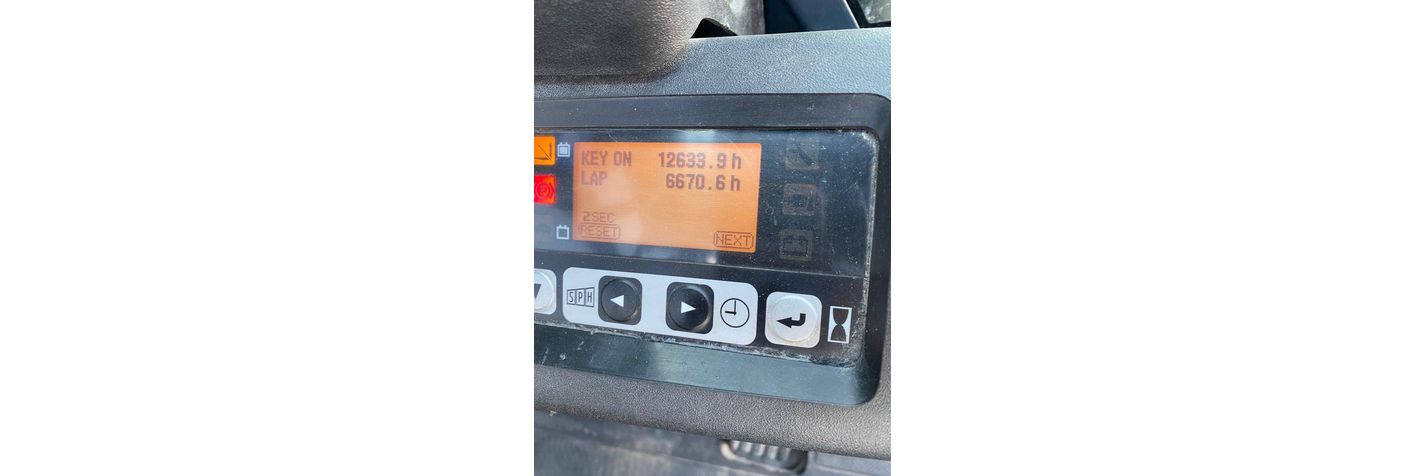 KEY ON 12633.9 h
LAP 6670.6 h
2SEC
RESET NEXT
SPH